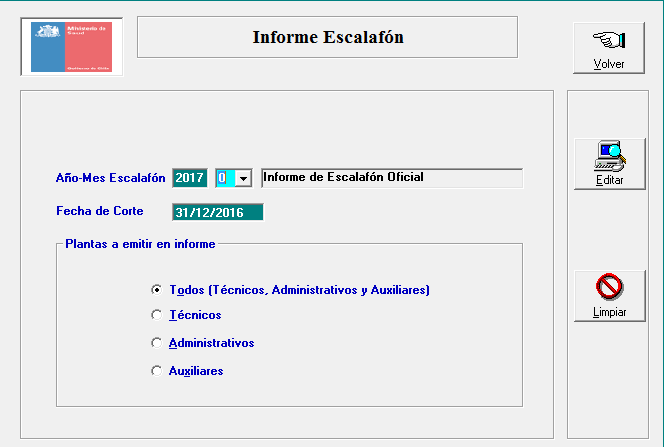 Ministerio de
Salud
Gobierno de Chile
Informe Escalafón
Volver
Año-Mes Escalafón 2017 0 Informe de Escalafón Oficial
Fecha de Corte 31/12/2016
Editar
Plantas a emitir en informe
Todos (Técnicos, Administrativos y Auxiliares)
Técnicos
Administrativos
Auxiliares
Limpiar